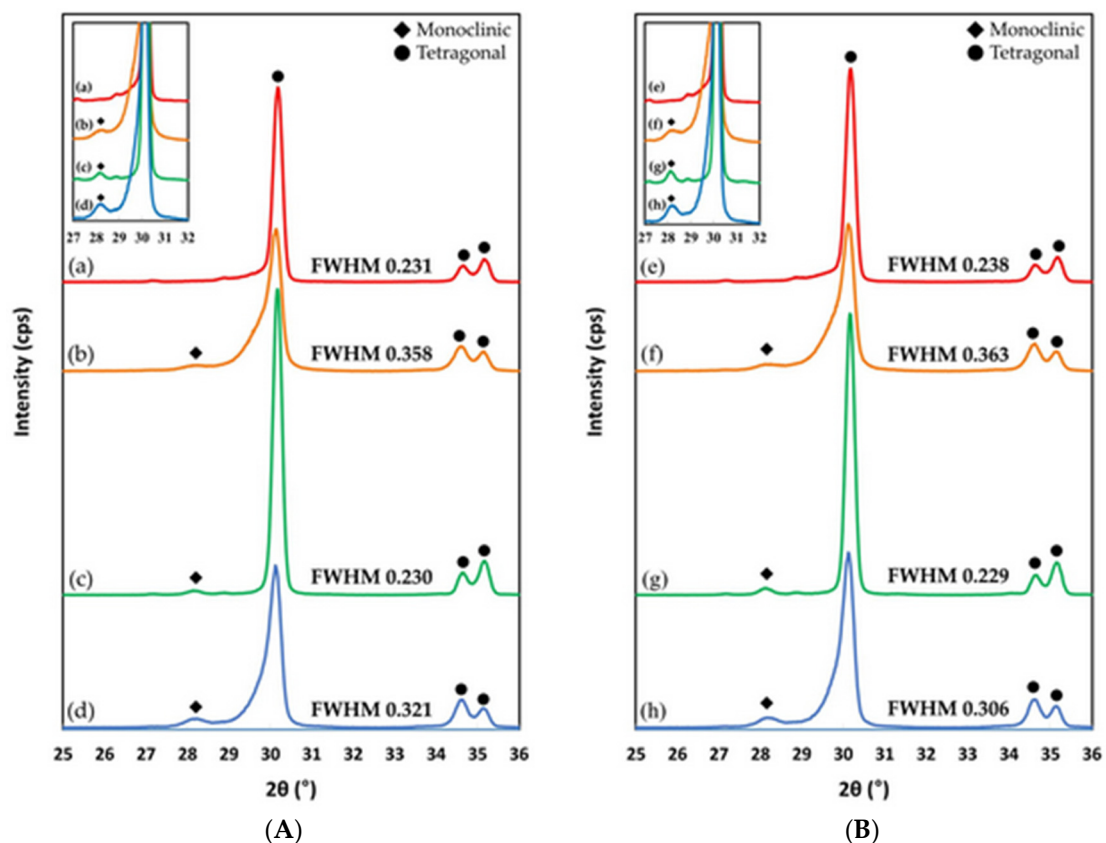 ◆ Monoclinic
● Tetragonal
(a)
(b)
(c)
(d)
27 28 29 30 31 32
(a) FWHM 0.231
(b) FWHM 0.358
(c) FWHM 0.230
(d) FWHM 0.321
Intensity (cps)
25 26 27 28 29 30 31 32 33 34 35 36
2θ (°)
(A)
◆ Monoclinic
● Tetragonal
(e)
(f)
(g)
(h)
27 28 29 30 31 32
(e) FWHM 0.238
(f) FWHM 0.363
(g) FWHM 0.229
(h) FWHM 0.306
Intensity (cps)
25 26 27 28 29 30 31 32 33 34 35 36
2θ (°)
(B)